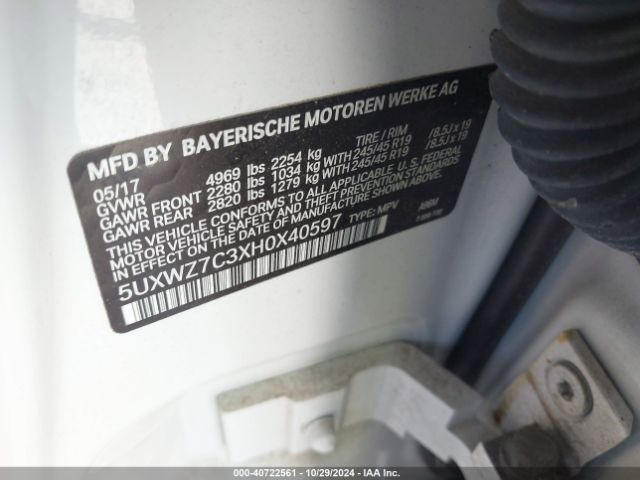 MFD BY BAYERISCHE MOTOREN WERKE AG
05/17 TIRE / RIM
GVWR 4969 lbs 2254 kg
GAWR FRONT 2280 lbs 1034 kg WITH 245/45 R19 /8.5J x 19
GAWR REAR 2820 lbs 1279 kg WITH 245/45 R19 /8.5J x 19
THIS VEHICLE CONFORMS TO ALL APPLICABLE U.S. FEDERAL
MOTOR VEHICLE SAFETY AND THEFT PREVENTION STANDARDS
IN EFFECT ON THE DATE OF MANUFACTURE SHOWN ABOVE.
5UXWZ7C3XH0X40597 TYPE: MPV
000-40722561 - 10/29/2024 - IAA Inc.